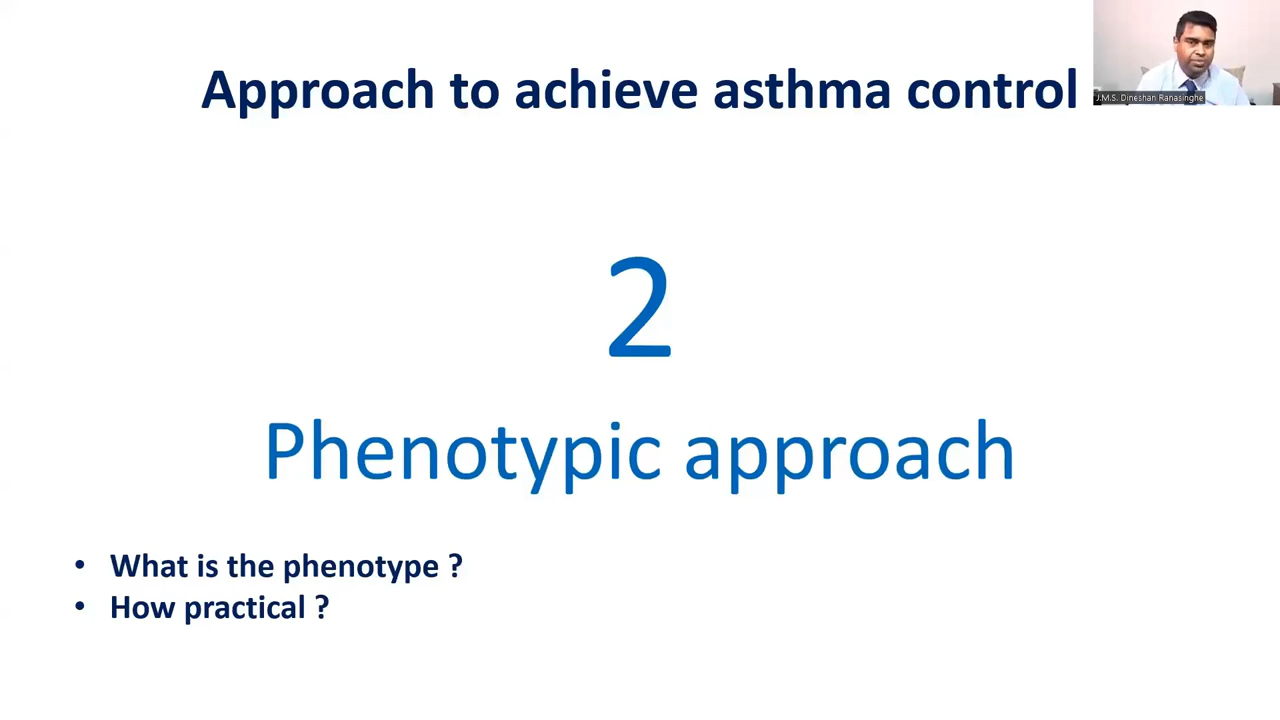 Approach to achieve asthma control
J.M.S. Dineshan Ranasinghe
2
Phenotypic approach
• What is the phenotype ?
• How practical ?